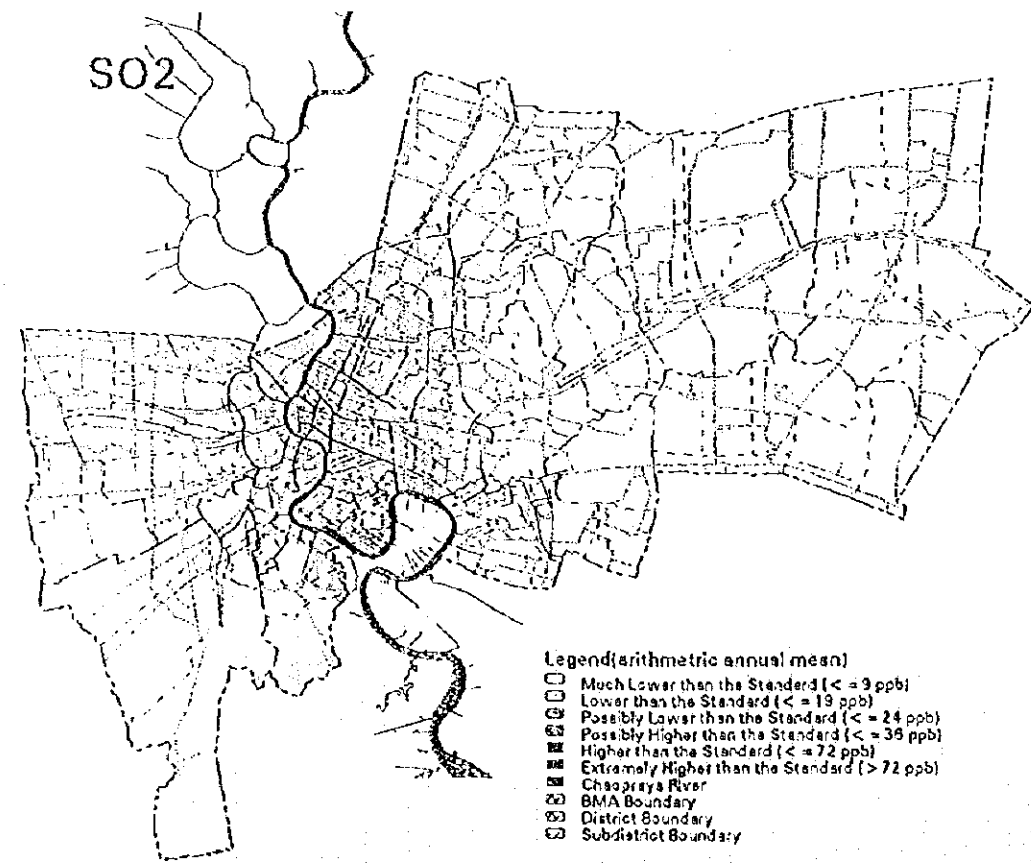 SO2
Legend(arithmetric annual mean)
Much Lower than the Standard (< = 9 ppb)
Lower than the Standard (< = 19 ppb)
Possibly Lower than the Standard (< = 24 ppb)
Possibly Higher than the Standard (< = 36 ppb)
Higher than the Standard (< = 72 ppb)
Extremely Higher than the Standard (> 72 ppb)
Chaopraya River
BMA Boundary
District Boundary
Subdistrict Boundary